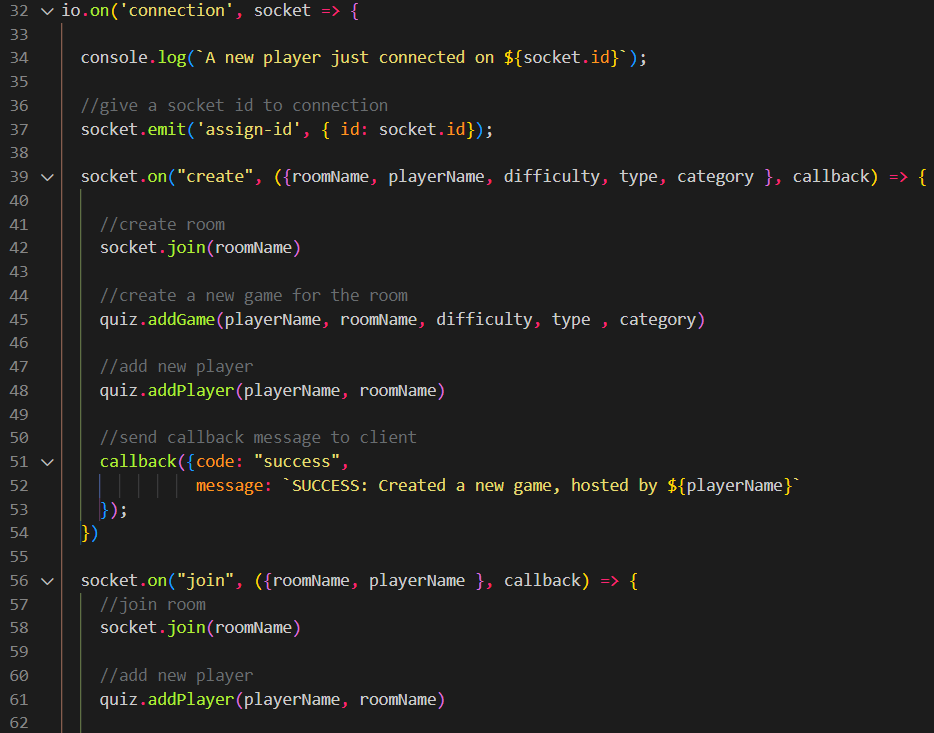 32 io.on('connection', socket => {
33
34 console.log(`A new player just connected on ${socket.id}`);
35
36 //give a socket id to connection
37 socket.emit('assign-id', { id: socket.id});
38
39 socket.on("create", ({roomName, playerName, difficulty, type, category }, callback) => {
40
41 //create room
42 socket.join(roomName)
43
44 //create a new game for the room
45 quiz.addGame(playerName, roomName, difficulty, type , category)
46
47 //add new player
48 quiz.addPlayer(playerName, roomName)
49
50 //send callback message to client
51 callback({code: "success",
52 message: `SUCCESS: Created a new game, hosted by ${playerName}`
53 });
54 })
55
56 socket.on("join", ({roomName, playerName }, callback) => {
57 //join room
58 socket.join(roomName)
59
60 //add new player
61 quiz.addPlayer(playerName, roomName)
62